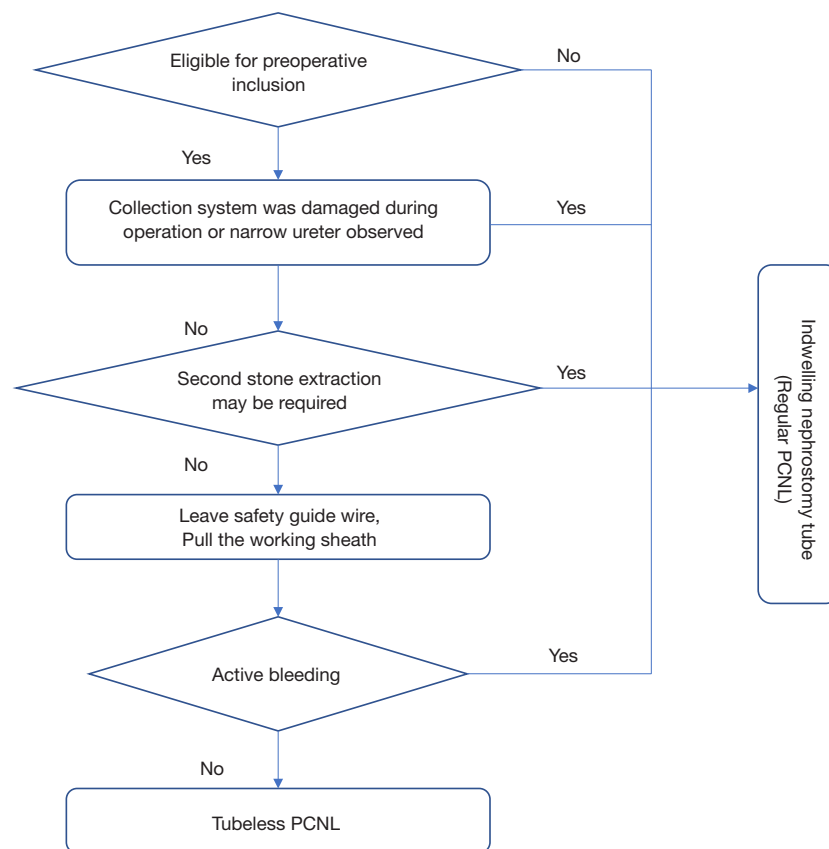 Eligible for preoperative
inclusion
No
Yes
Collection system was damaged during
operation or narrow ureter observed
Yes
No
Second stone extraction
may be required
Yes
No
Leave safety guide wire,
Pull the working sheath
Active bleeding
Yes
No
Tubeless PCNL
Indwelling nephrostomy tube
(Regular PCNL)